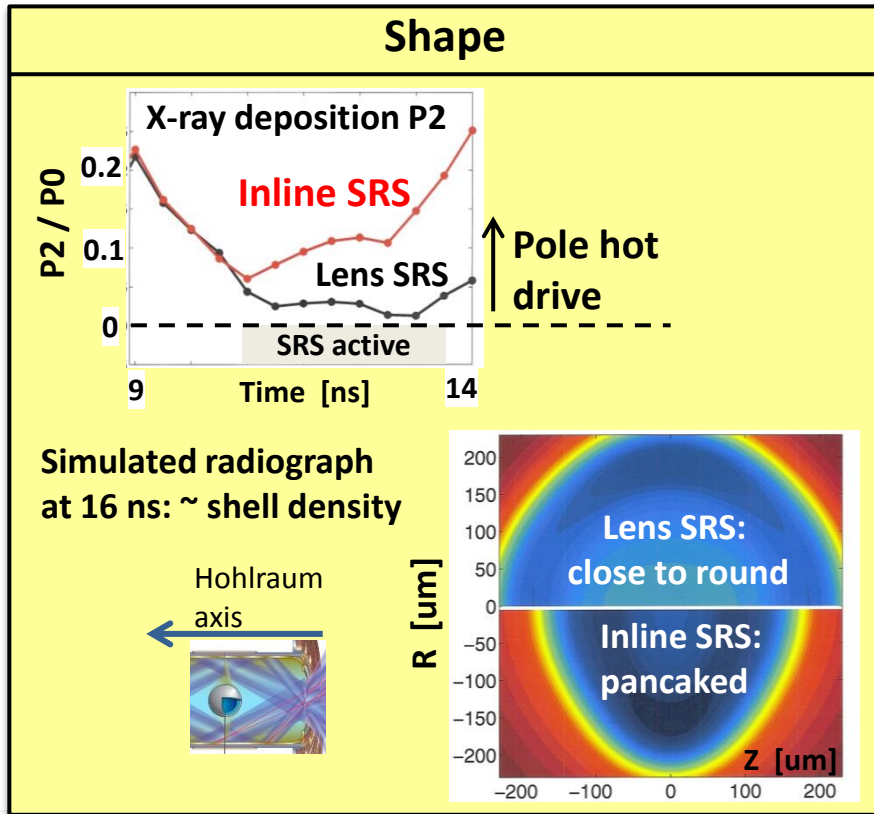 Shape
X-ray deposition P2
P2 / P0
0.2
0.1
0
Inline SRS
Lens SRS
Pole hot
drive
SRS active
9
Time [ns]
14
Simulated radiograph
at 16 ns: ~ shell density
Hohlraum
axis
R [um]
200
150
100
50
0
−50
−100
−150
−200
Lens SRS:
close to round
Inline SRS:
pancaked
Z [um]
−200
−100
0
100
200